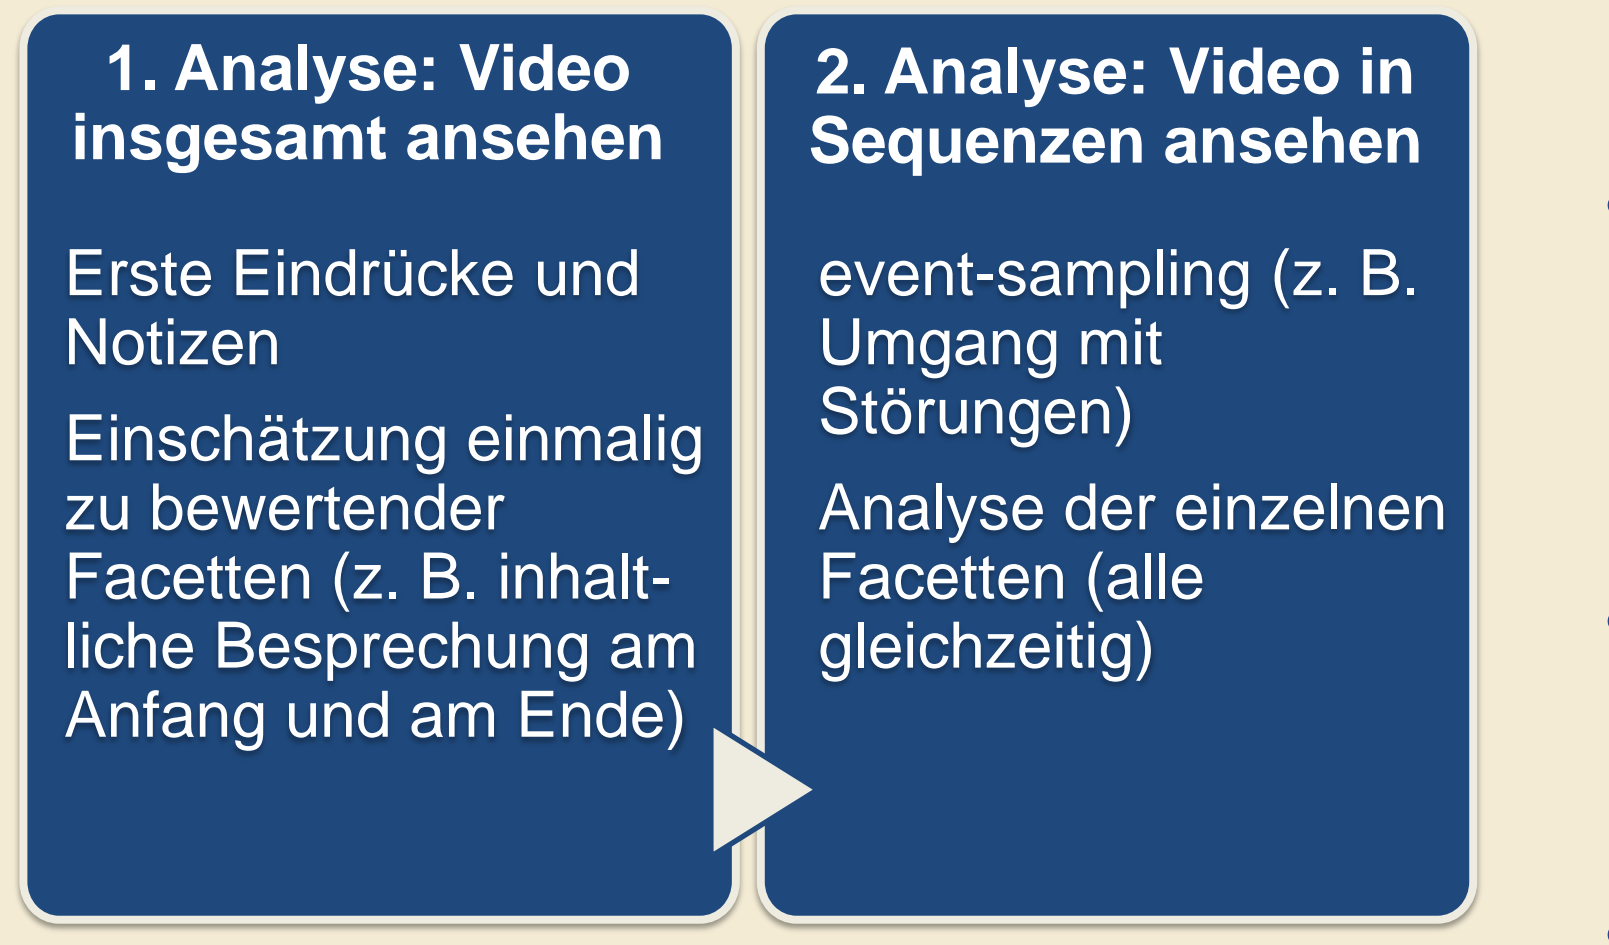 1. Analyse: Video
insgesamt ansehen
Erste Eindrücke und
Notizen
Einschätzung einmalig
zu bewertender
Facetten (z. B. inhalt-
liche Besprechung am
Anfang und am Ende)
2. Analyse: Video in
Sequenzen ansehen
event-sampling (z. B.
Umgang mit
Störungen)
Analyse der einzelnen
Facetten (alle
gleichzeitig)